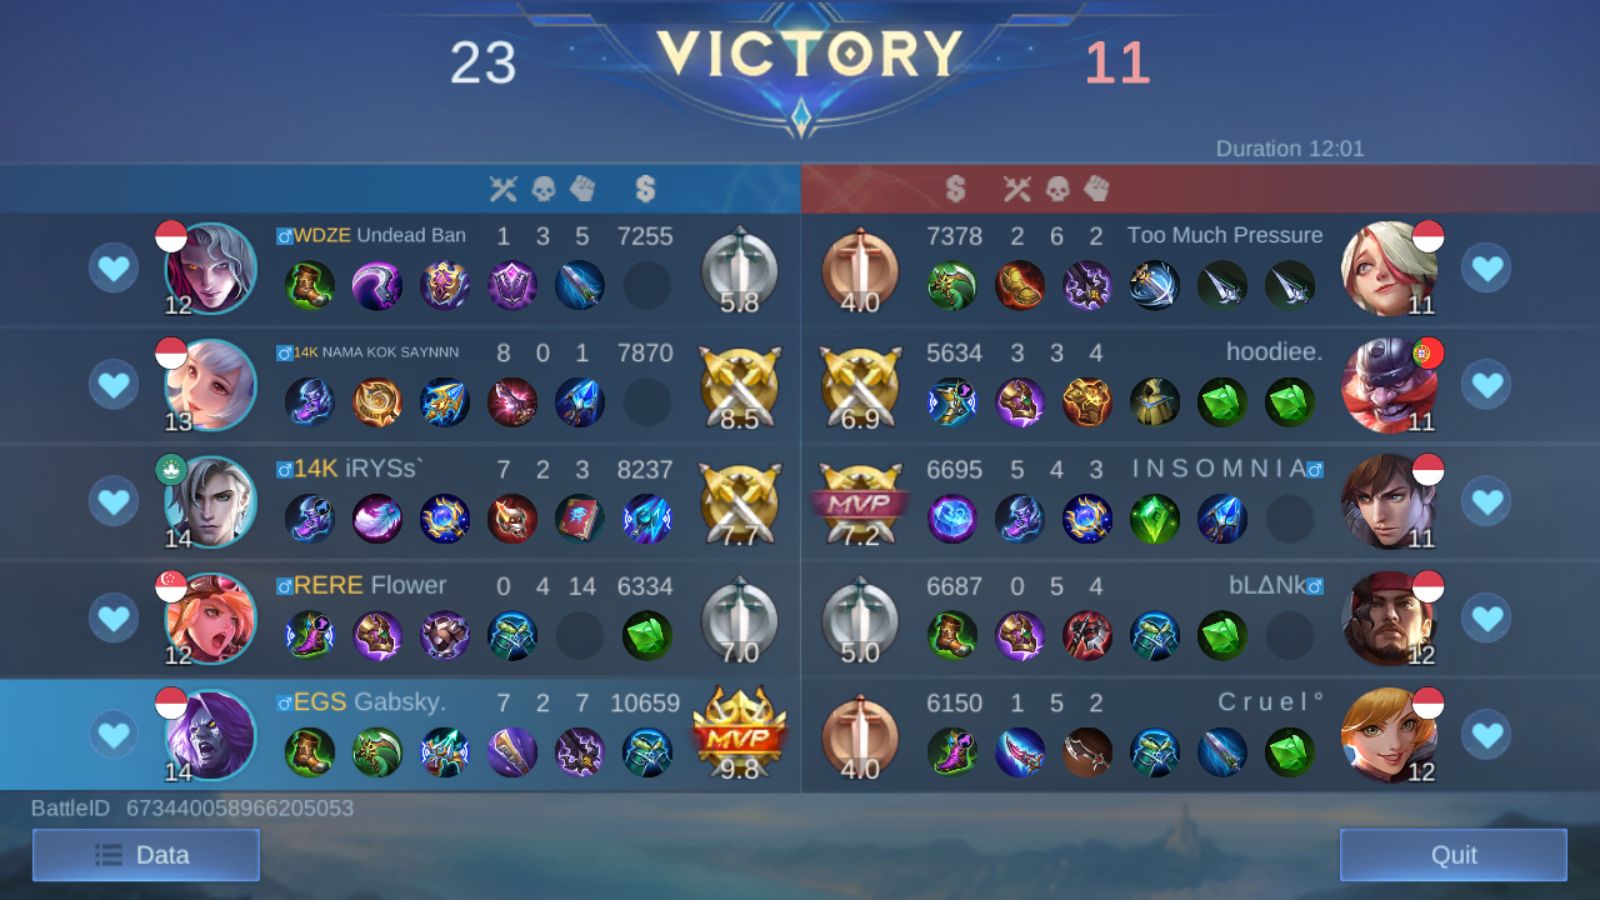 23 VICTORY 11
Duration 12:01
WDZE Undead Ban 1 3 5 7255
12 5.8
4.0 7378 2 6 2 Too Much Pressure
11
14K NAMA KOK SAYNNN 8 0 1 7870
13 8.5
6.9 5634 3 3 4 hoodiee.
11
14K iRYSs` 7 2 3 8237
14 7.7
MVP 7.2 6695 5 4 3 I N S O M N I A
11
RERE Flower 0 4 14 6334
12 7.0
5.0 6687 0 5 4 bLΔNk
12
EGS Gabsky. 7 2 7 10659
14 MVP 9.8
4.0 6150 1 5 2 C r u e l °
12
BattleID 673440058966205053
Data
Quit